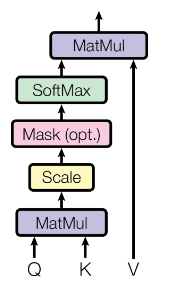 MatMul
SoftMax
Mask (opt.)
Scale
MatMul
Q K V